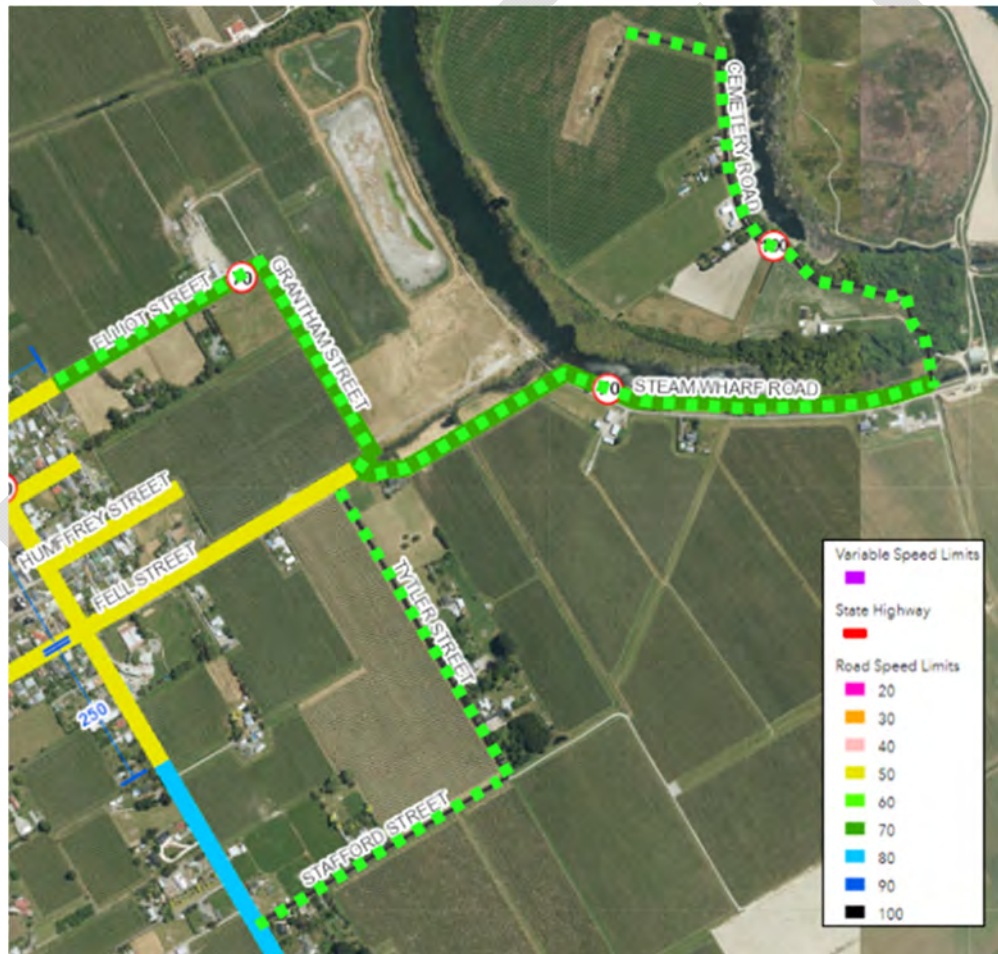 CEMETERY ROAD
ELLIOT STREET
GRANTHAM STREET
STEAM WHARF ROAD
HUMFFREY STREET
FELL STREET
TYLER STREET
250
STAFFORD STREET
Variable Speed Limits
State Highway
Road Speed Limits
20
30
40
50
60
70
80
90
100